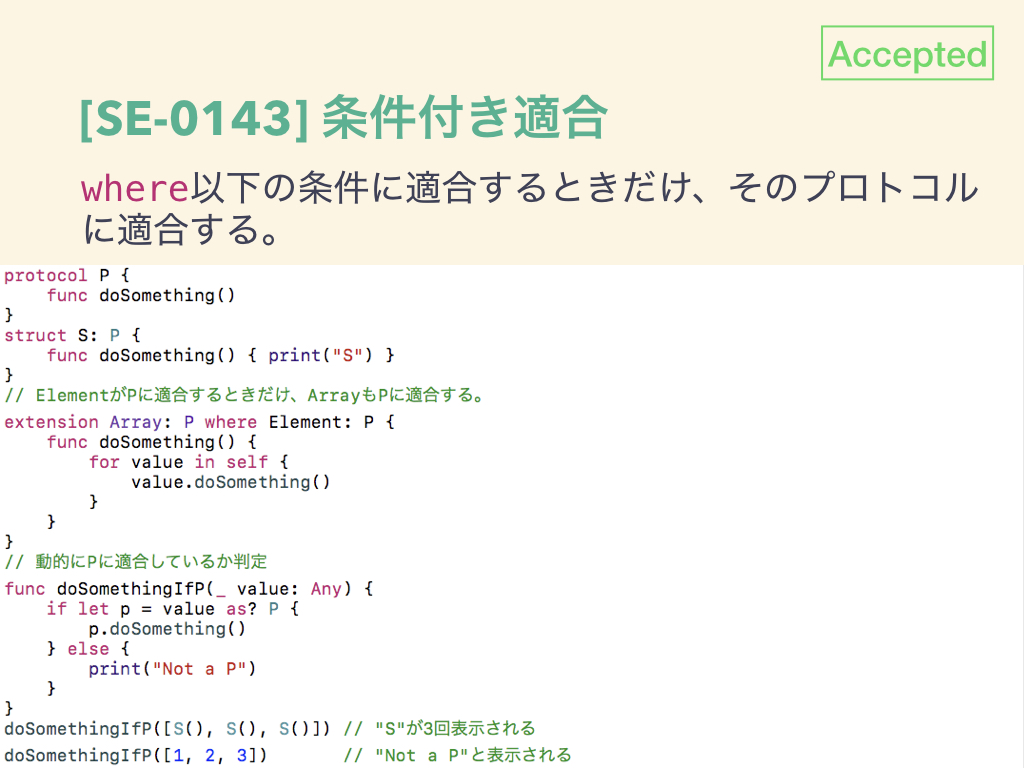 Accepted
[SE-0143] 条件付き適合
where以下の条件に適合するときだけ、そのプロトコル
に適合する。
protocol P {
    func doSomething()
}
struct S: P {
    func doSomething() { print("S") }
}
// ElementがPに適合するときだけ、ArrayもPに適合する。
extension Array: P where Element: P {
    func doSomething() {
        for value in self {
            value.doSomething()
        }
    }
}
// 動的にPに適合しているか判定
func doSomethingIfP(_ value: Any) {
    if let p = value as? P {
        p.doSomething()
    } else {
        print("Not a P")
    }
}
doSomethingIfP([S(), S(), S()]) // "S"が3回表示される
doSomethingIfP([1, 2, 3])       // "Not a P"と表示される